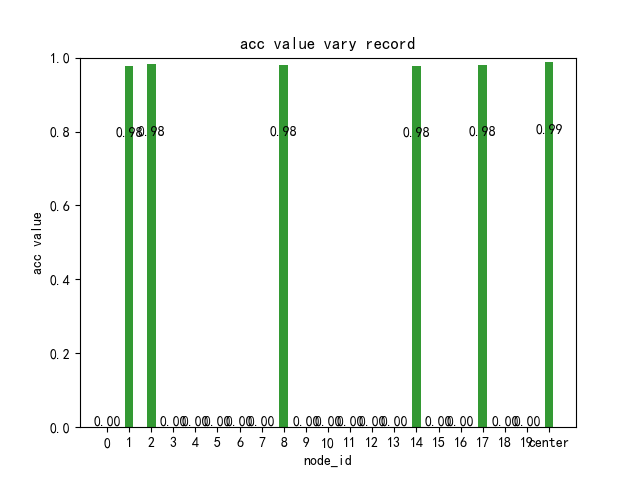 acc value vary record
acc value
1.0
0.8
0.6
0.4
0.2
0.0
0.98 0.98 0.98 0.98 0.98 0.99
0.00 0.00 0.00 0.00 0.00 0.00 0.00 0.00 0.00 0.00 0.00 0.00 0.00 0.00 0.00
0 1 2 3 4 5 6 7 8 9 10 11 12 13 14 15 16 17 18 19 center
node_id